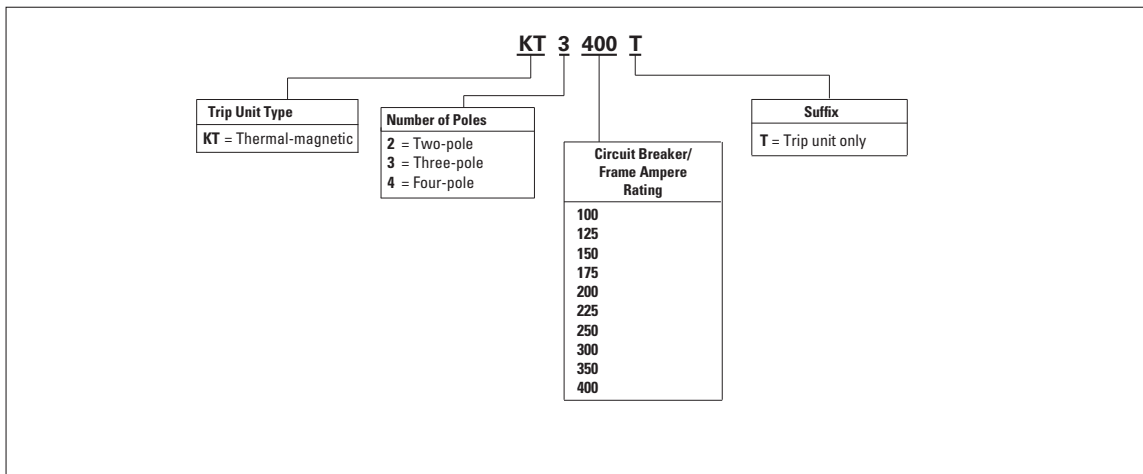 KT 3 400 T
Trip Unit Type
KT = Thermal-magnetic
Number of Poles
2 = Two-pole
3 = Three-pole
4 = Four-pole
Circuit Breaker/
Frame Ampere
Rating
100
125
150
175
200
225
250
300
350
400
Suffix
T = Trip unit only